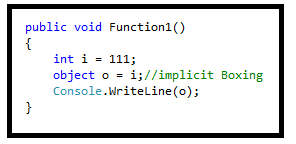 public void Function1()
{
    int i = 111;
    object o = i;//implicit Boxing
    Console.WriteLine(o);
}